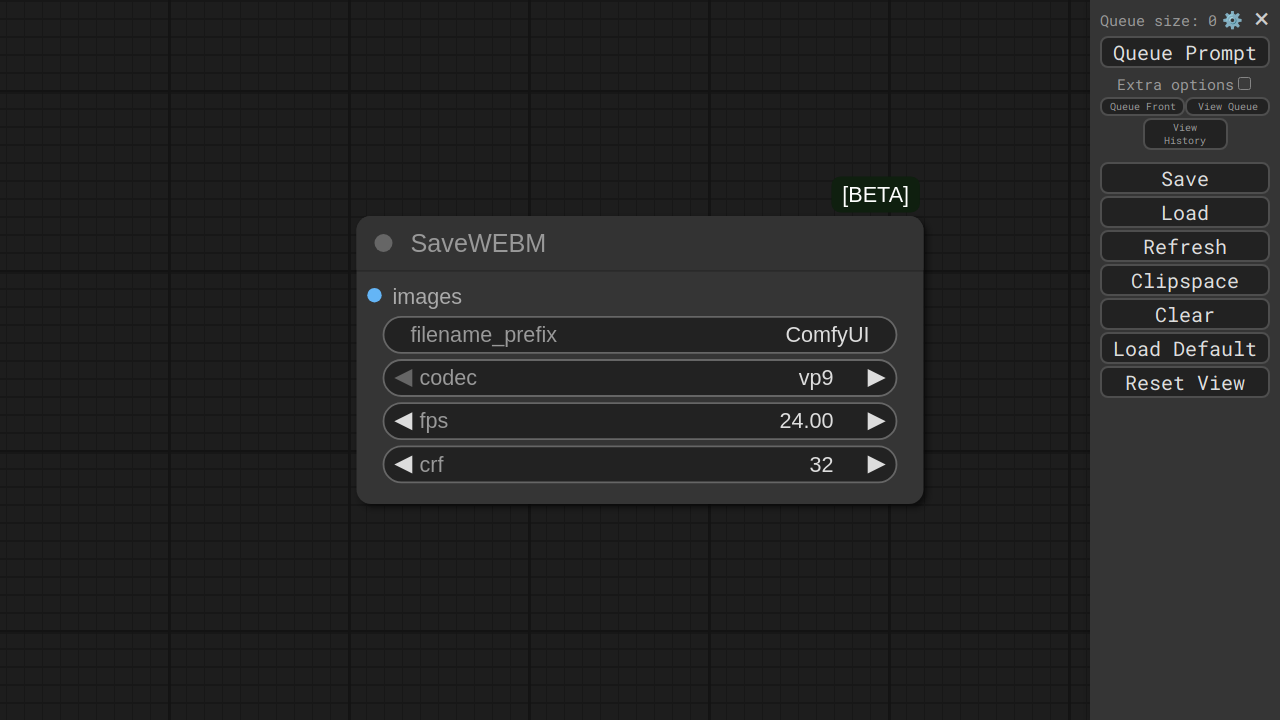 Queue size: 0
Queue Prompt
Extra options
Queue Front
View Queue
View
History
Save
Load
Refresh
Clipspace
Clear
Load Default
Reset View
[BETA]
SaveWEBM
images
filename_prefix ComfyUI
codec vp9
fps 24.00
crf 32